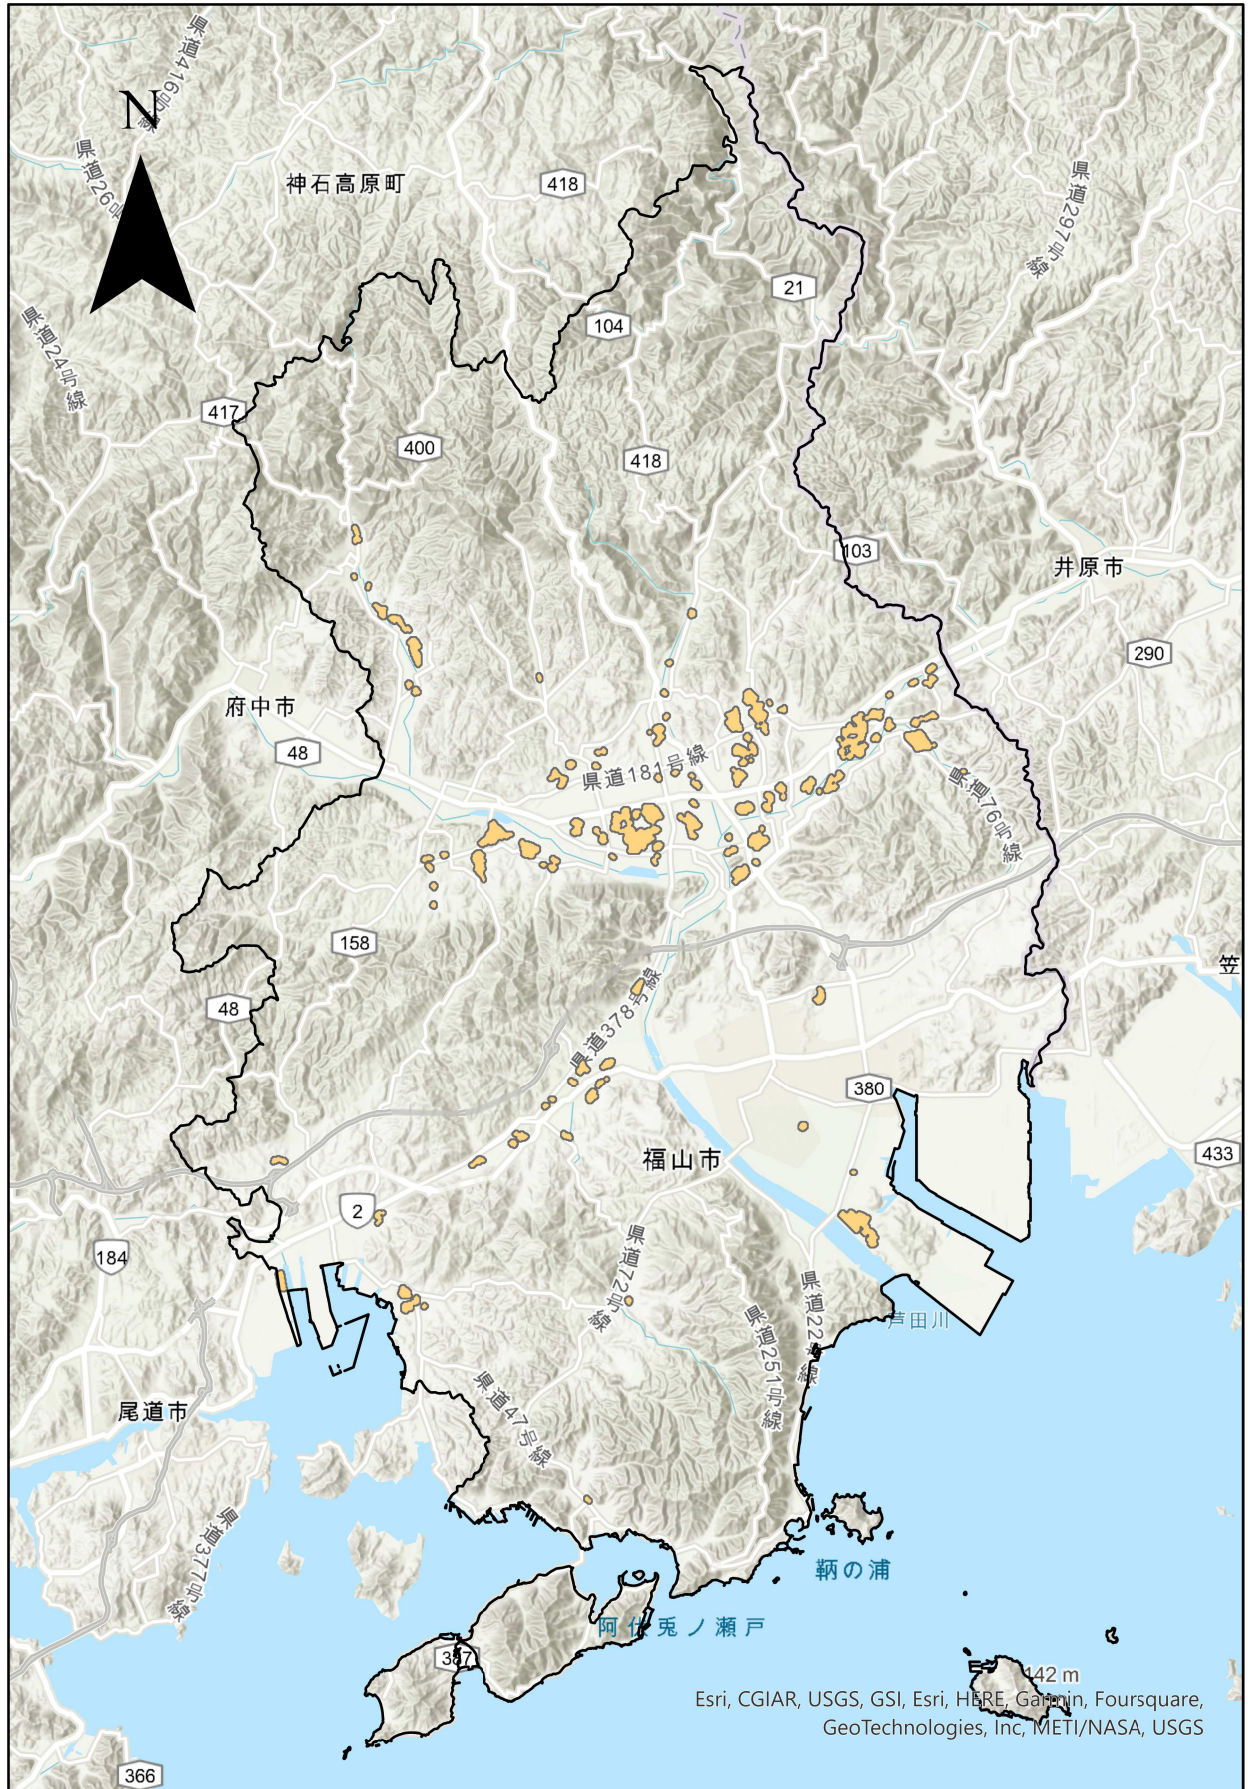 県道416号線
N
県道26号
神石高原町
418
県道297号線
21
104
県道24号線
417
400
418
103
井原市
290
府中市
48
県道181号線
県道76号線
158
笠
48
県道378号線
380
福山市
433
2
184
県道72号線
県道22号線
県道251号線
芦田川
県道47号線
尾道市
県道377号線
鞆の浦
阿伏兎ノ瀬戸
387
142 m
Esri, CGIAR, USGS, GSI, Esri, HERE, Garmin, Foursquare,
GeoTechnologies, Inc, METI/NASA, USGS
366